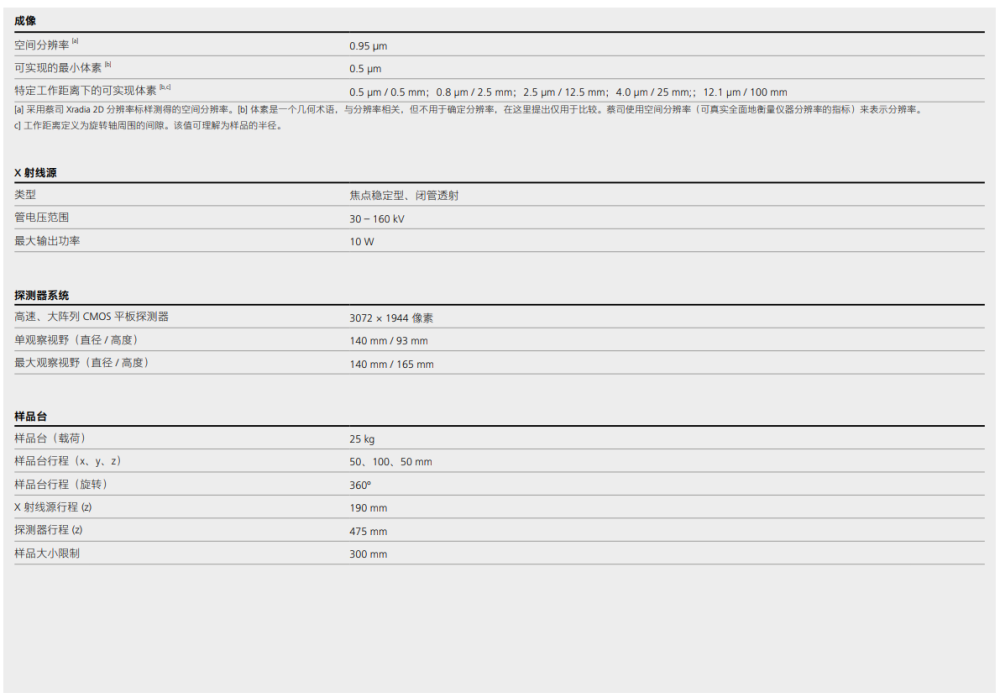 成像
空间分辨率 [a] 0.95 μm
可实现的最小体素 [b] 0.5 μm
特定工作距离下的可实现体素 [b,c] 0.5 μm / 0.5 mm；0.8 μm / 2.5 mm；2.5 μm / 12.5 mm；4.0 μm / 25 mm;；12.1 μm / 100 mm
[a] 采用蔡司 Xradia 2D 分辨率标样测得的空间分辨率。[b] 体素是一个几何术语，与分辨率相关，但不用于确定分辨率，在这里提出仅用于比较。蔡司使用空间分辨率（可真实全面地衡量仪器分辨率的指标）来表示分辨率。
c] 工作距离定义为旋转轴周围的间隙。该值可理解为样品的半径。
X 射线源
类型 焦点稳定型、闭管透射
管电压范围 30 – 160 kV
最大输出功率 10 W
探测器系统
高速、大阵列 CMOS 平板探测器 3072 × 1944 像素
单观察视野（直径 / 高度） 140 mm / 93 mm
最大观察视野（直径 / 高度） 140 mm / 165 mm
样品台
样品台（载荷） 25 kg
样品台行程（x、y、z） 50、100、50 mm
样品台行程（旋转） 360º
X 射线源行程 (z) 190 mm
探测器行程 (z) 475 mm
样品大小限制 300 mm